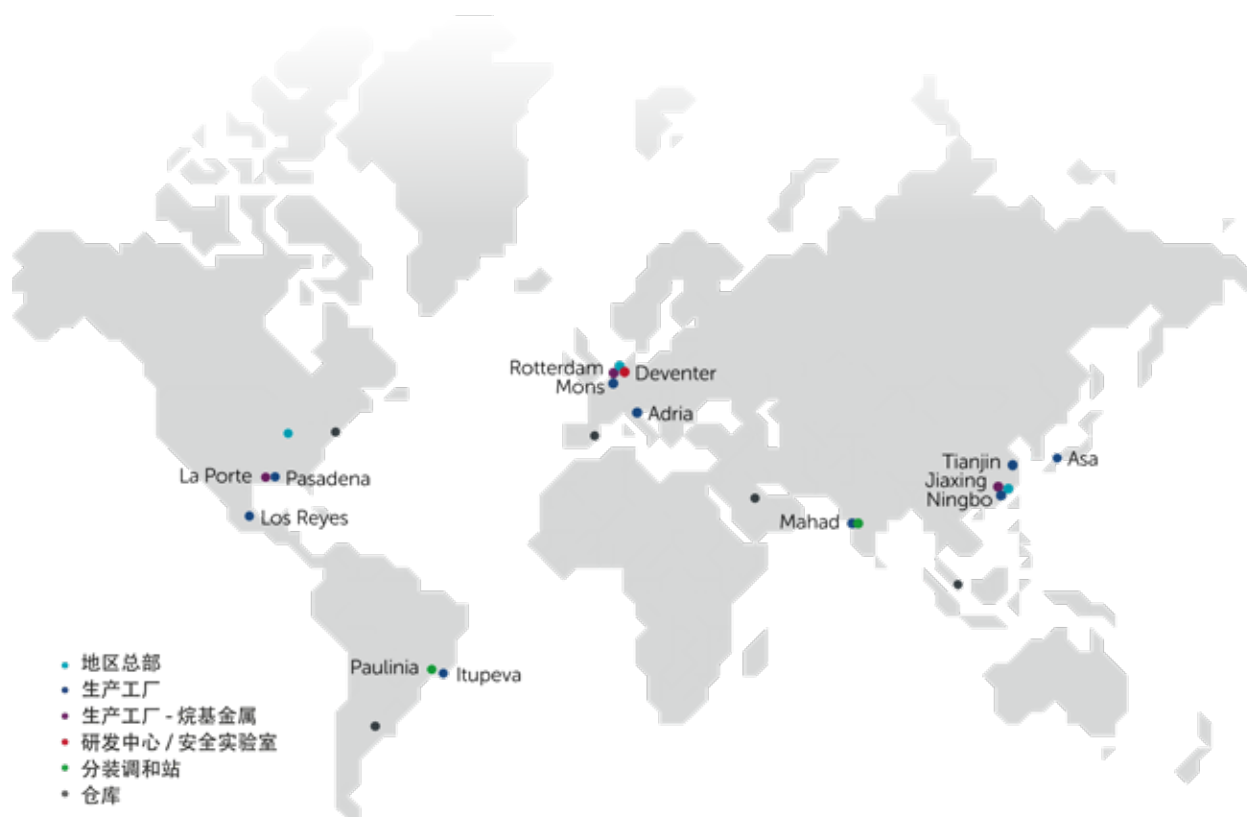 Rotterdam
Deventer
Mons
Adria
La Porte
Pasadena
Los Reyes
Tianjin
Asa
Jiaxing
Ningbo
Mahad
Paulinia
Itupeva
地区总部
生产工厂
生产工厂 - 烷基金属
研发中心 / 安全实验室
分装调和站
仓库